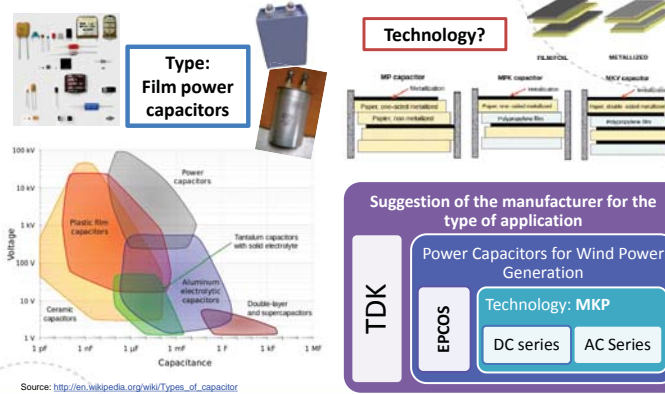 Type:
Film power
capacitors
100 kV
10 kV
1 kV
100 V
10 V
1 V
Voltage
Power
capacitors
Plastic film
capacitors
Tantalum capacitors
with solid electrolyte
Aluminum
electrolytic
capacitors
Ceramic
capacitors
Double-layer
and supercapacitors
1 pF
1 nF
1 µF
1 mF
1 F
1 kF
1 MF
Capacitance
Source: http://en.wikipedia.org/wiki/Types_of_capacitor
Technology?
FILM/FOIL
METALLIZED
MP capacitor
Metallization
Paper, one-sided metallized
Papier, non metallized
MPK capacitor
metallization
Paper, one-sided metallized
Polypropylene film
MKV capacitor
metallization
Paper, double-sided metallized
Polypropylene film
Suggestion of the manufacturer for the
type of application
TDK
Power Capacitors for Wind Power
Generation
EPCOS
Technology: MKP
DC series
AC Series